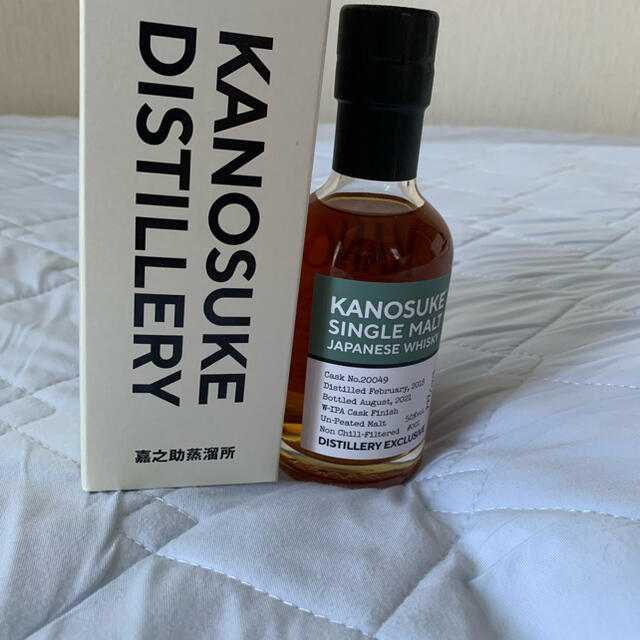 KANOSUKE
DISTILLERY
嘉之助蒸溜所
KANOSUKE
SINGLE MALT
JAPANESE WHISKY
Cask No.20049
Distilled February, 2018
Bottled August, 2021
W-IPA Cask Finish
Un-Peated Malt
Non Chill-Filtered
DISTILLERY EXCLUSIVE